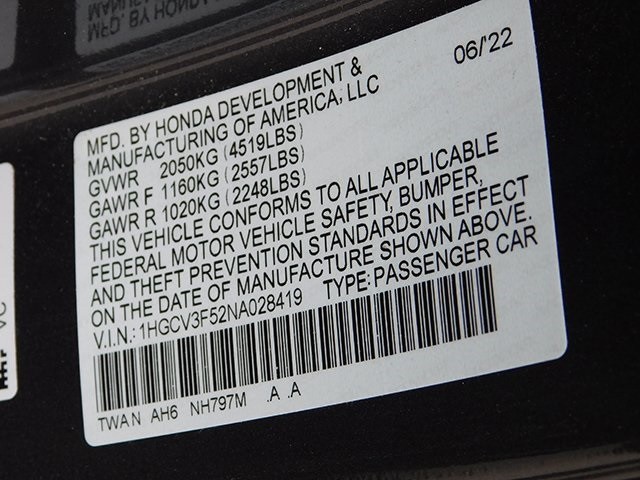 MFD. BY HONDA DEVELOPMENT &
MANUFACTURING OF AMERICA, LLC
06/'22
GVWR 2050KG (4519LBS)
GAWR F 1160KG (2557LBS)
GAWR R 1020KG (2248LBS)
THIS VEHICLE CONFORMS TO ALL APPLICABLE
FEDERAL MOTOR VEHICLE SAFETY, BUMPER,
AND THEFT PREVENTION STANDARDS IN EFFECT
ON THE DATE OF MANUFACTURE SHOWN ABOVE.
V.I.N.: 1HGCV3F52NA028419 TYPE: PASSENGER CAR
TWAN AH6 NH797M .A .A
VC